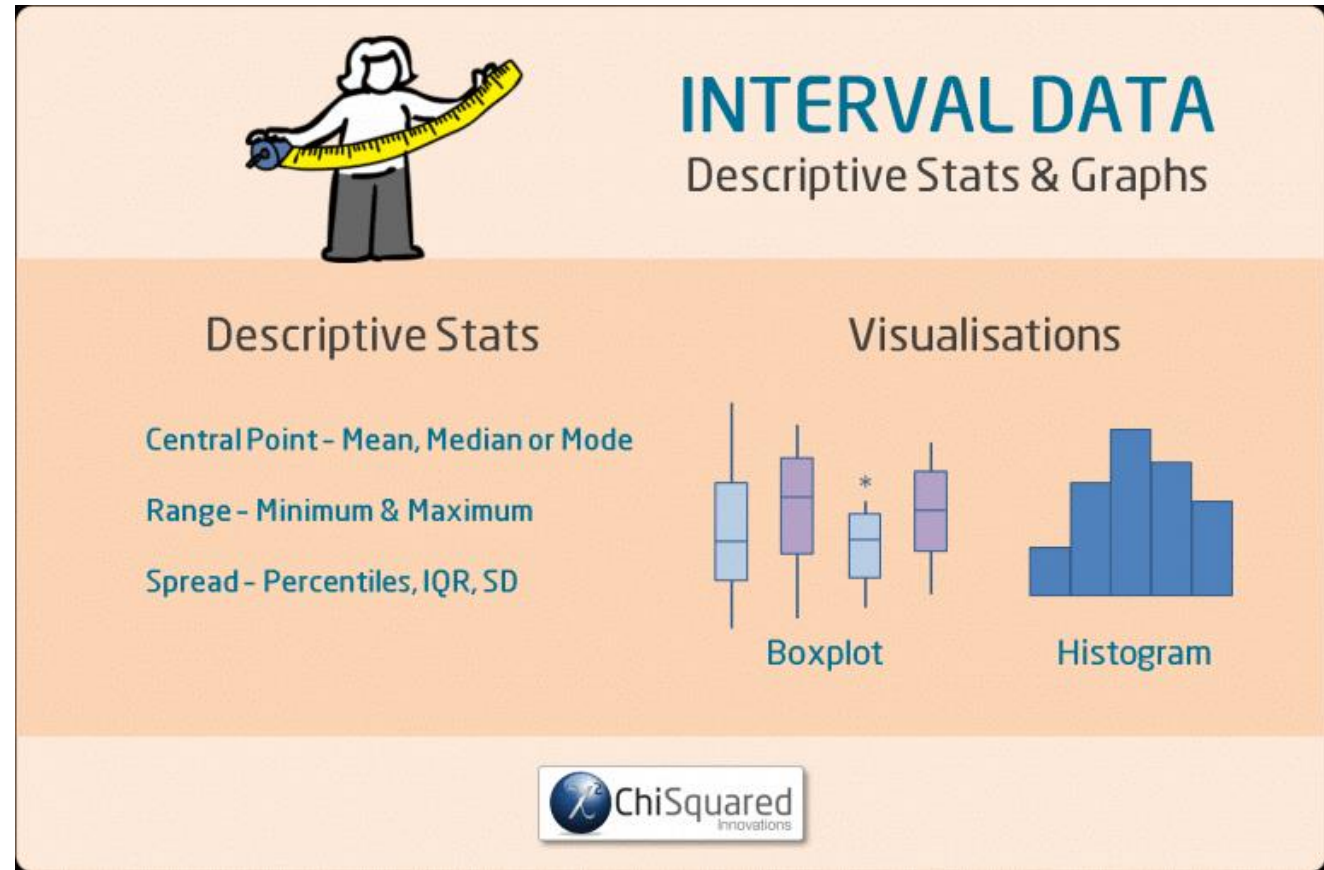 INTERVAL DATA
Descriptive Stats & Graphs
Descriptive Stats
Central Point - Mean, Median or Mode
Range - Minimum & Maximum
Spread - Percentiles, IQR, SD
Visualisations
*
Boxplot
Histogram
χ²
ChiSquared
Innovations